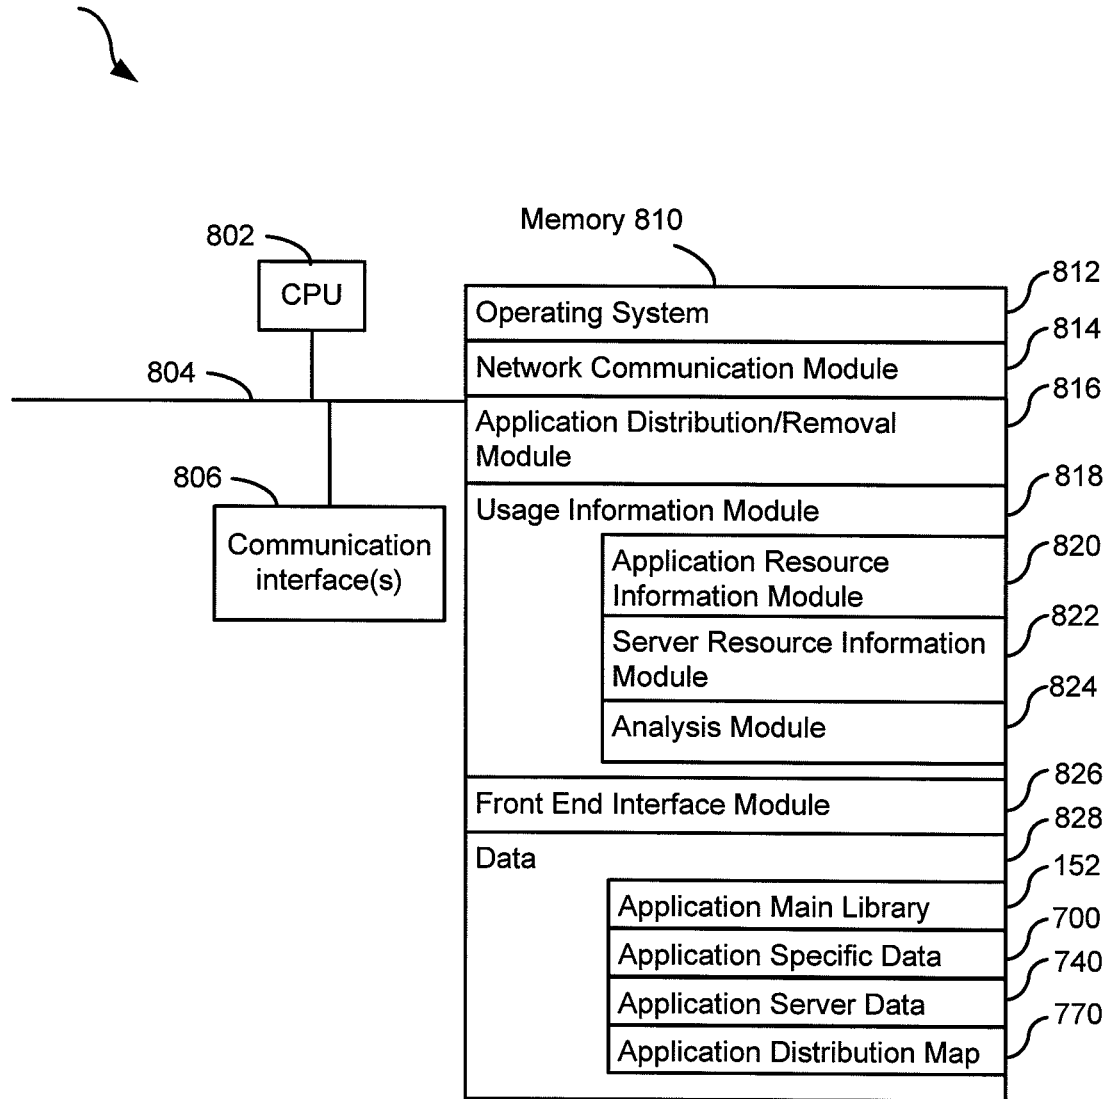 Memory 810
802
CPU
804
806
Communication
interface(s)
Operating System
812
Network Communication Module
814
Application Distribution/Removal
Module
816
Usage Information Module
818
Application Resource
Information Module
820
Server Resource Information
Module
822
Analysis Module
824
Front End Interface Module
826
Data
828
Application Main Library
152
Application Specific Data
700
Application Server Data
740
Application Distribution Map
770